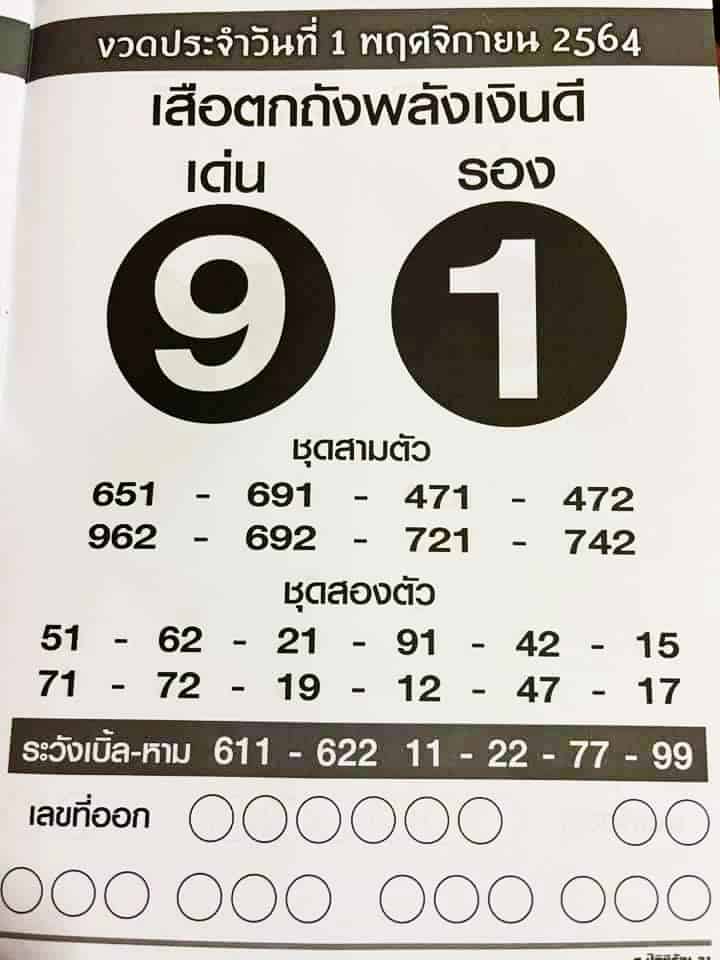 งวดประจำวันที่ 1 พฤศจิกายน 2564
เสือตกถังพลังเงินดี
เด่น รอง
9 1
ชุดสามตัว
651 - 691 - 471 - 472
962 - 692 - 721 - 742
ชุดสองตัว
51 - 62 - 21 - 91 - 42 - 15
71 - 72 - 19 - 12 - 47 - 17
ระวังเบิ้ล-หาม 611 - 622 11 - 22 - 77 - 99
เลขที่ออก